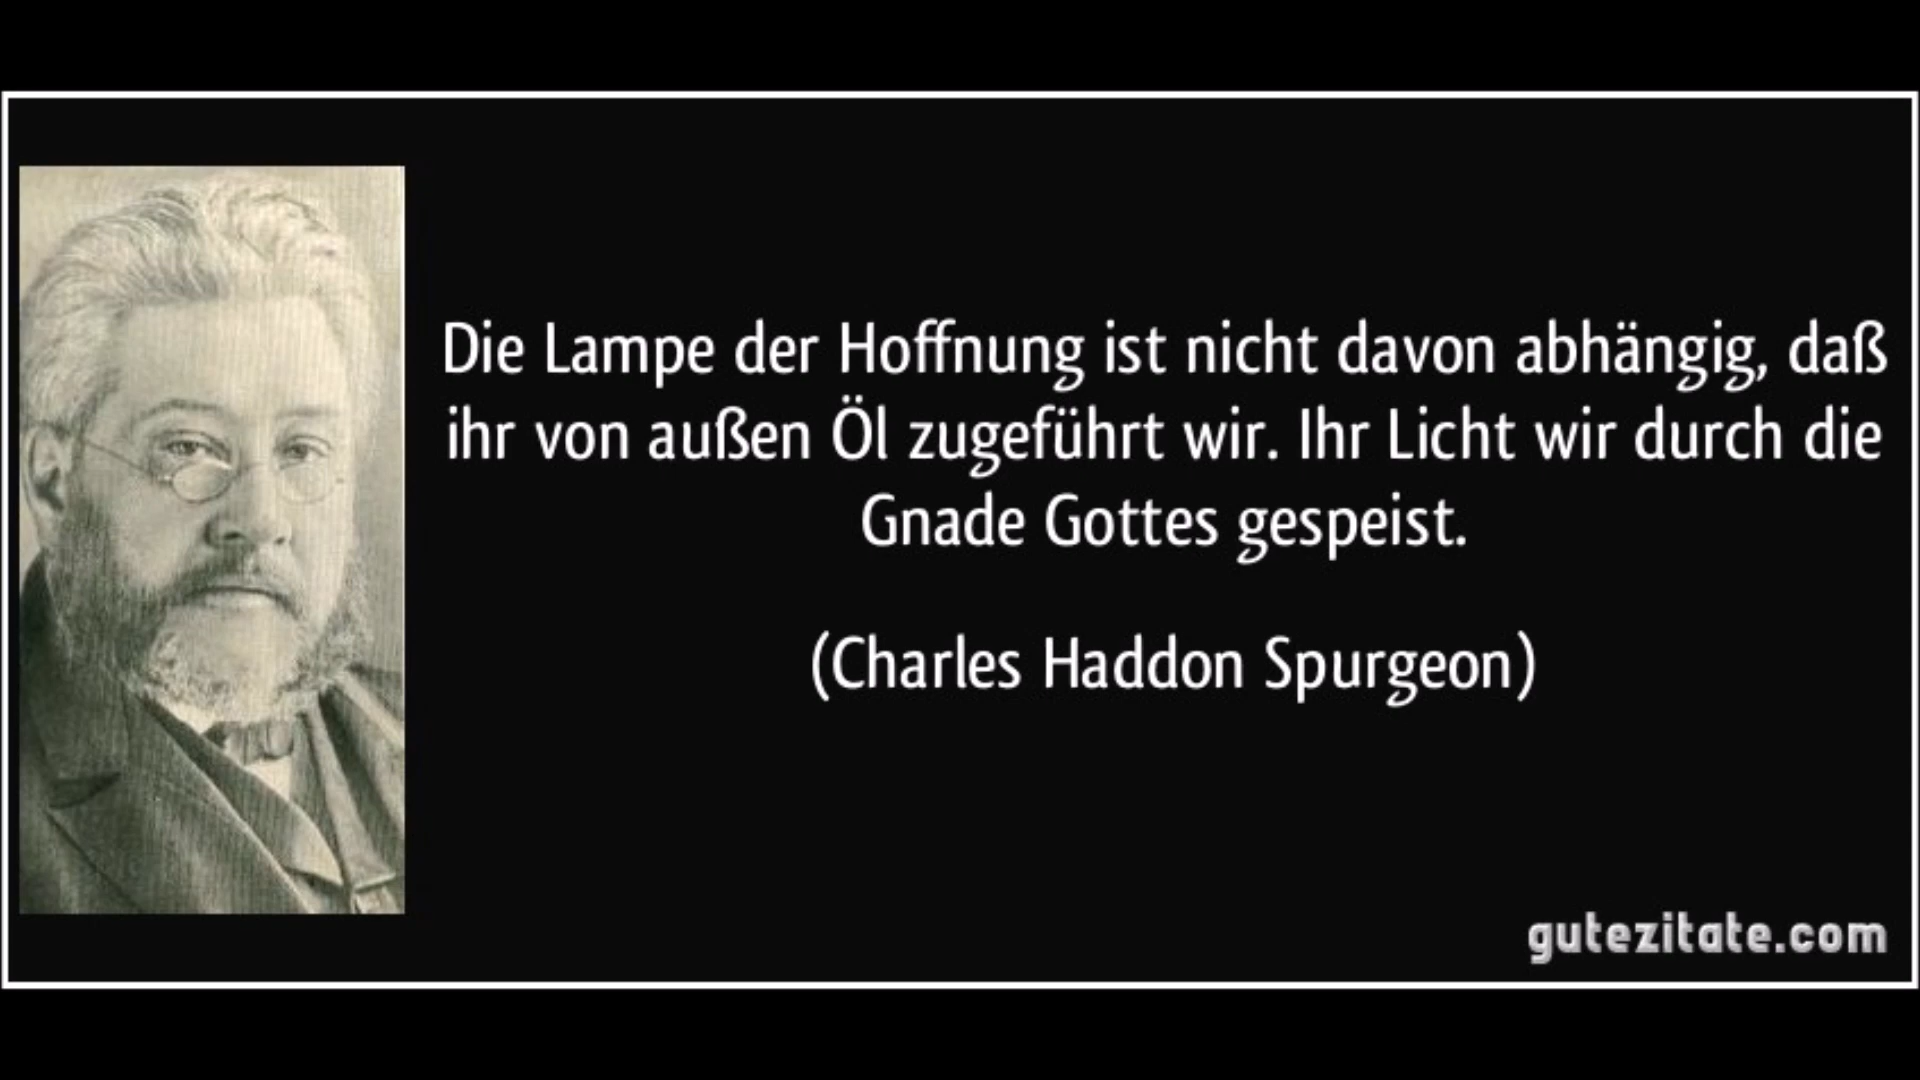 Die Lampe der Hoffnung ist nicht davon abhängig, daß
ihr von außen Öl zugeführt wir. Ihr Licht wir durch die
Gnade Gottes gespeist.
(Charles Haddon Spurgeon)
gutezitate.com